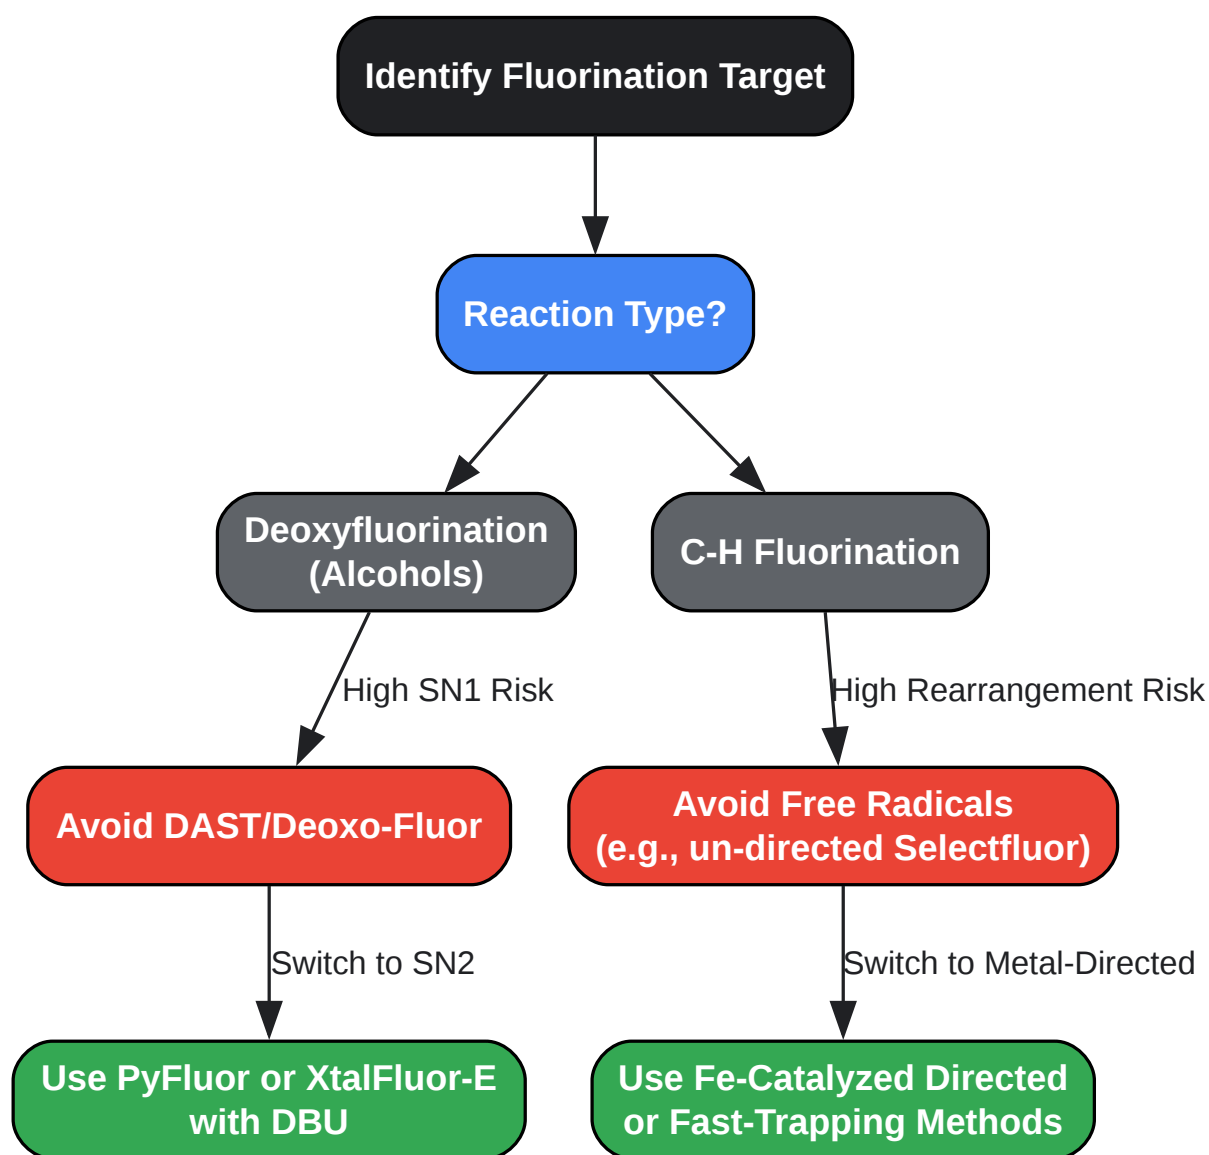 Identify Fluorination Target
Reaction Type?
Deoxyfluorination
(Alcohols)
C-H Fluorination
High SN1 Risk
High Rearrangement Risk
Avoid DAST/Deoxo-Fluor
Avoid Free Radicals
(e.g., un-directed Selectfluor)
Switch to SN2
Switch to Metal-Directed
Use PyFluor or XtalFluor-E
with DBU
Use Fe-Catalyzed Directed
or Fast-Trapping Methods